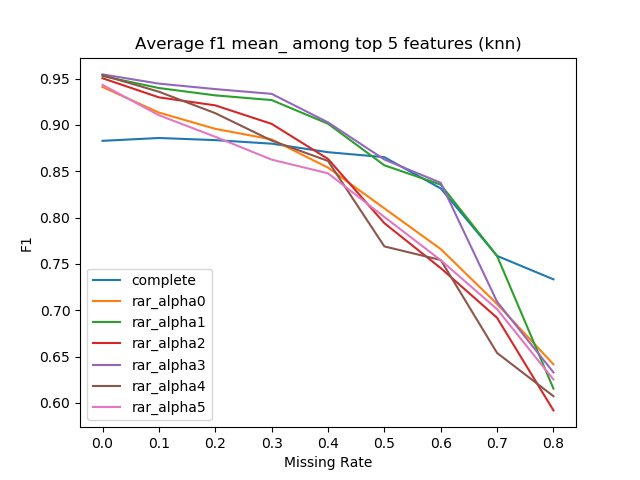 Average f1 mean_ among top 5 features (knn)
0.95
0.90
0.85
0.80
0.75
0.70
0.65
0.60
F1
complete
rar_alpha0
rar_alpha1
rar_alpha2
rar_alpha3
rar_alpha4
rar_alpha5
0.0 0.1 0.2 0.3 0.4 0.5 0.6 0.7 0.8
Missing Rate